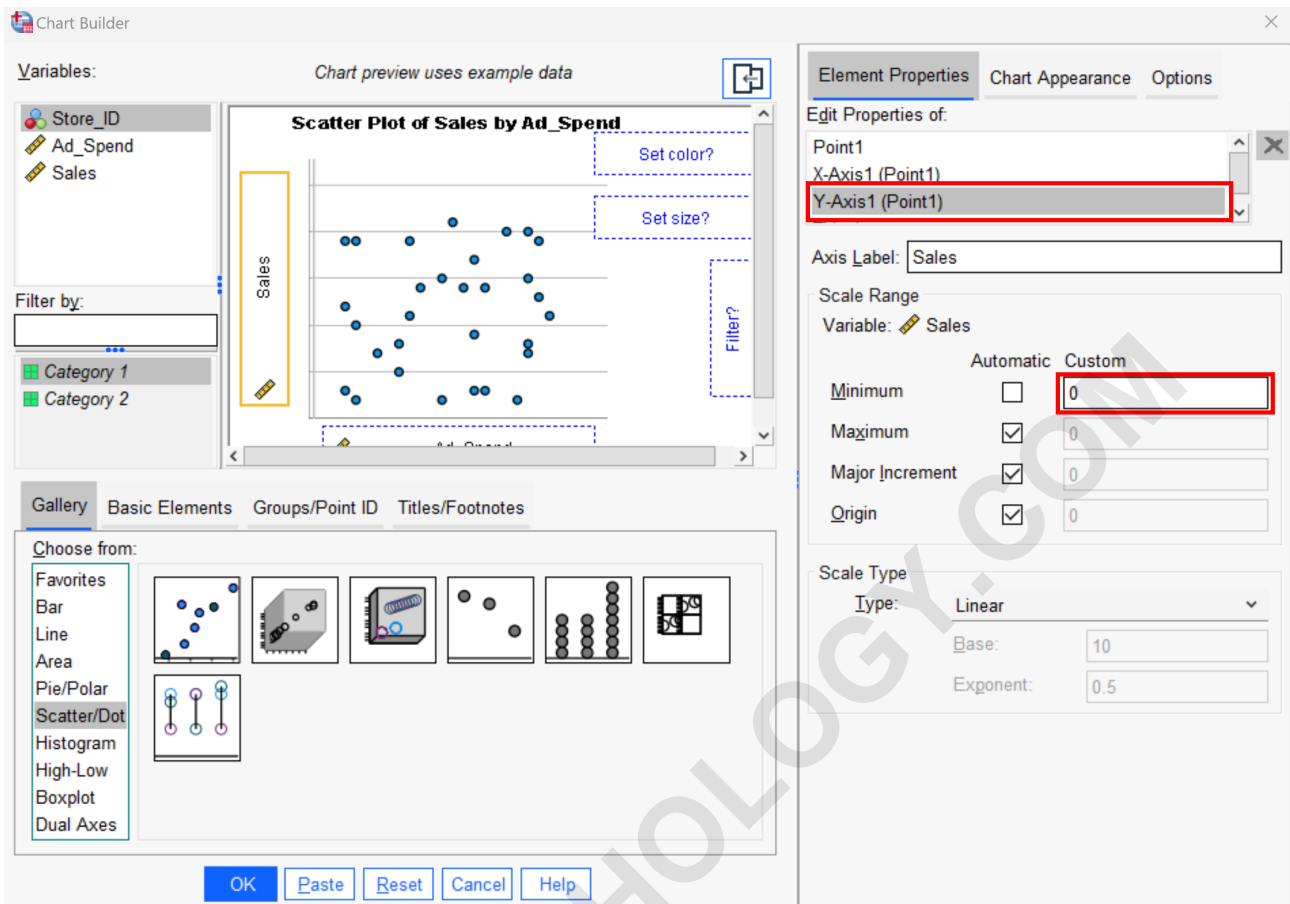 Chart Builder
Variables:
Chart preview uses example data
Store_ID
Ad_Spend
Sales
Filter by:
Category 1
Category 2
Scatter Plot of Sales by Ad_Spend
Set color?
Set size?
Filter?
Sales
Ad_Spend
Gallery Basic Elements Groups/Point ID Titles/Footnotes
Choose from:
Favorites
Bar
Line
Area
Pie/Polar
Scatter/Dot
Histogram
High-Low
Boxplot
Dual Axes
OK Paste Reset Cancel Help
Element Properties Chart Appearance Options
Edit Properties of:
Point1
X-Axis1 (Point1)
Y-Axis1 (Point1)
Axis Label: Sales
Scale Range
Variable: Sales
Automatic Custom
Minimum 0
Maximum 0
Major Increment 0
Origin 0
Scale Type
Type: Linear
Base: 10
Exponent: 0.5
HOLOGY.COM